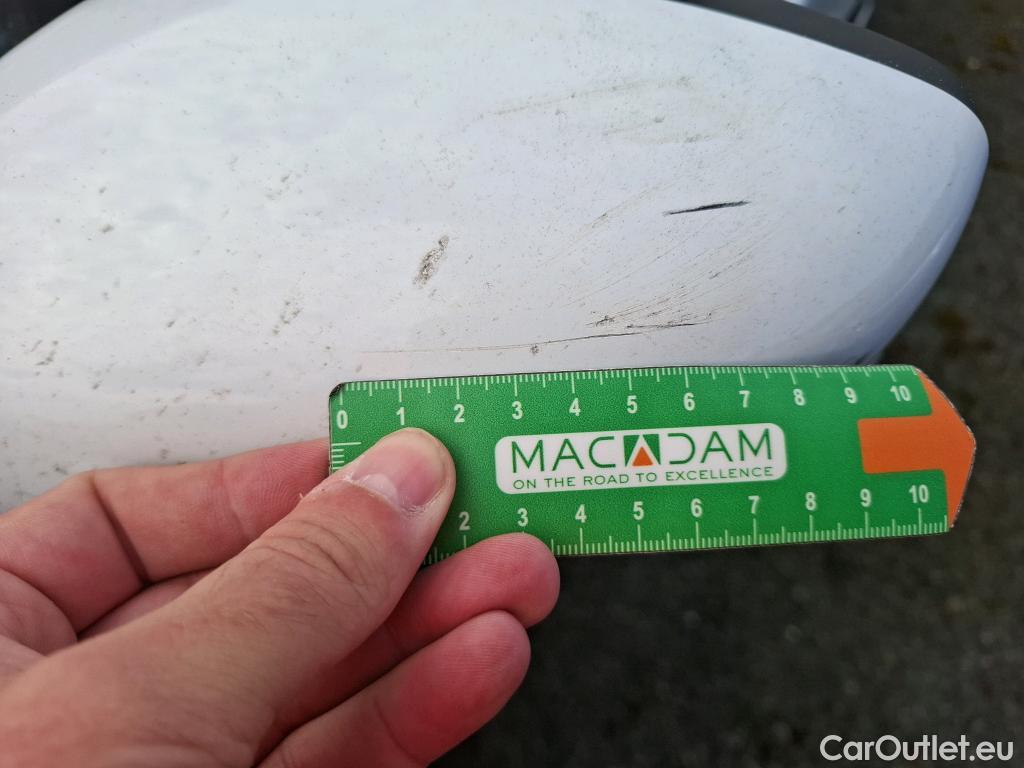 0 1 2 3 4 5 6 7 8 9 10
MACADAM
ON THE ROAD TO EXCELLENCE
2 3 4 5 6 7 8 9 10
CarOutlet.eu